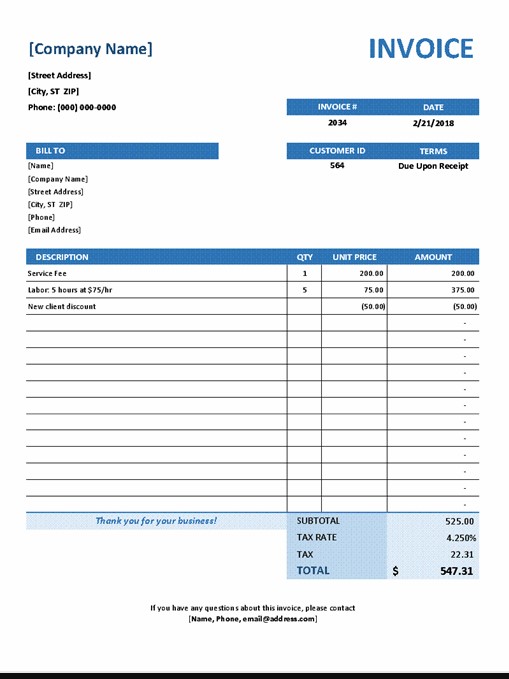 [Company Name] INVOICE
[Street Address]
[City, ST ZIP]
Phone: (000) 000-0000
INVOICE # DATE
2034 2/21/2018
BILL TO CUSTOMER ID TERMS
[Name] 564 Due Upon Receipt
[Company Name]
[Street Address]
[City, ST ZIP]
[Phone]
[Email Address]
DESCRIPTION QTY UNIT PRICE AMOUNT
Service Fee 1 200.00 200.00
Labor: 5 hours at $75/hr 5 75.00 375.00
New client discount (50.00) (50.00)
-
-
-
-
-
-
-
-
-
-
-
-
Thank you for your business! SUBTOTAL 525.00
TAX RATE 4.250%
TAX 22.31
TOTAL $ 547.31
If you have any questions about this invoice, please contact
[Name, Phone, email@address.com]